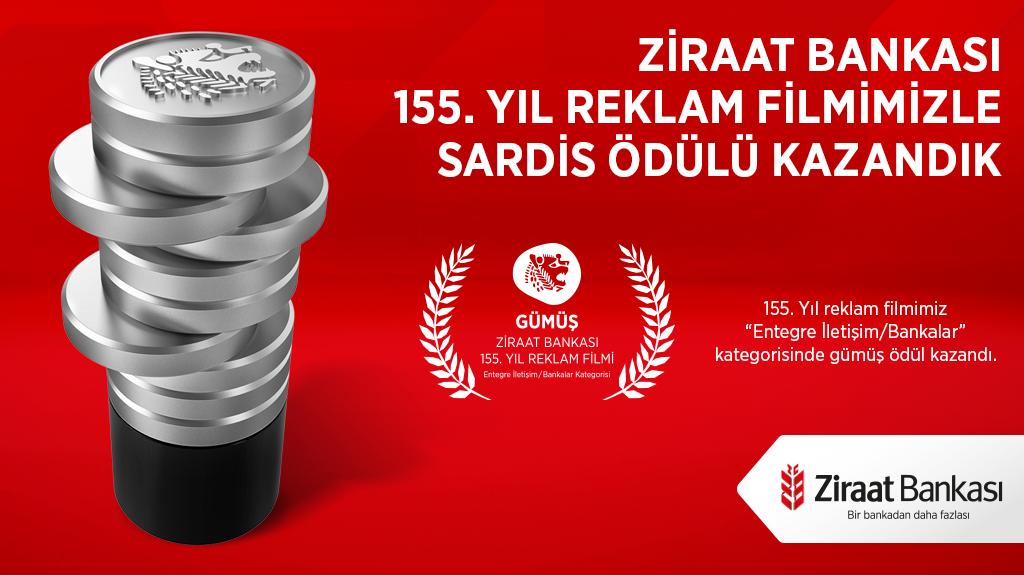 ZİRAAT BANKASI
155. YIL REKLAM FİLMİMİZLE
SARDİS ÖDÜLÜ KAZANDIK
GÜMÜŞ
ZİRAAT BANKASI
155. YIL REKLAM FİLMİ
Entegre İletişim/Bankalar Kategorisi
155. Yıl reklam filmimiz
“Entegre İletişim/Bankalar”
kategorisinde gümüş ödül kazandı.
Ziraat Bankası
Bir bankadan daha fazlası